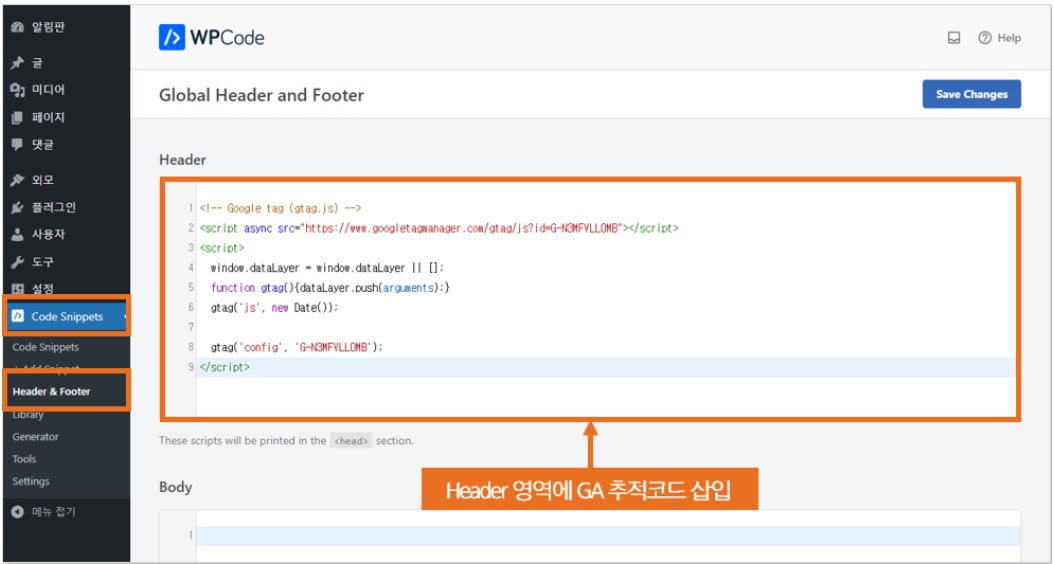 알림판
글
미디어
페이지
댓글
외모
플러그인
사용자
도구
설정
Code Snippets
Code Snippets
+ Add Snippet
Header & Footer
Library
Generator
Tools
Settings
메뉴 접기
WPCode
Help
Global Header and Footer
Save Changes
Header
1 <!-- Google tag (gtag.js) -->
2 <script async src="https://www.googletagmanager.com/gtag/js?id=G-N3MFVLLOMB"></script>
3 <script>
4 window.dataLayer = window.dataLayer || [];
5 function gtag(){dataLayer.push(arguments);}
6 gtag('js', new Date());
7
8 gtag('config', 'G-N3MFVLLOMB');
9 </script>
These scripts will be printed in the <head> section.
Header 영역에 GA 추적코드 삽입
Body
1